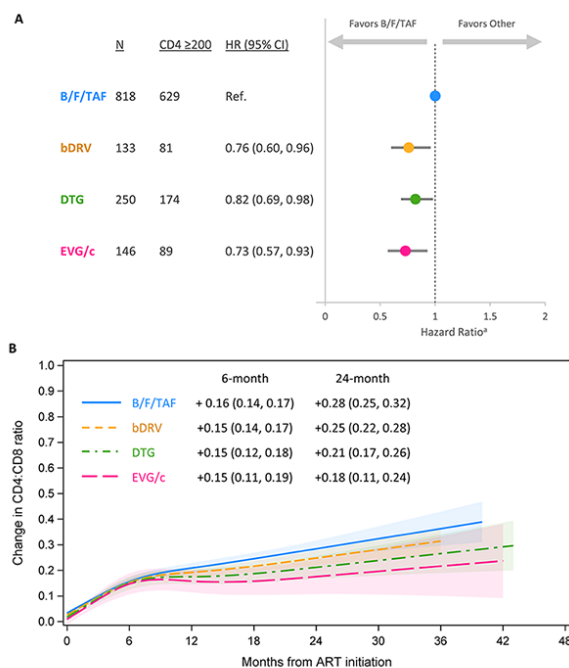 A
Favors B/F/TAF Favors Other
N CD4 ≥200 HR (95% CI)
B/F/TAF 818 629 Ref.
bDRV 133 81 0.76 (0.60, 0.96)
DTG 250 174 0.82 (0.69, 0.98)
EVG/c 146 89 0.73 (0.57, 0.93)
0 0.5 1 1.5 2
Hazard Ratioᵃ
B
6-month 24-month
B/F/TAF + 0.16 (0.14, 0.17) +0.28 (0.25, 0.32)
bDRV +0.15 (0.14, 0.17) +0.25 (0.22, 0.28)
DTG +0.15 (0.12, 0.18) +0.21 (0.17, 0.26)
EVG/c +0.15 (0.11, 0.19) +0.18 (0.11, 0.24)
Change in CD4:CD8 ratio
1.0
0.9
0.8
0.7
0.6
0.5
0.4
0.3
0.2
0.1
0.0
0 6 12 18 24 30 36 42 48
Months from ART initiation